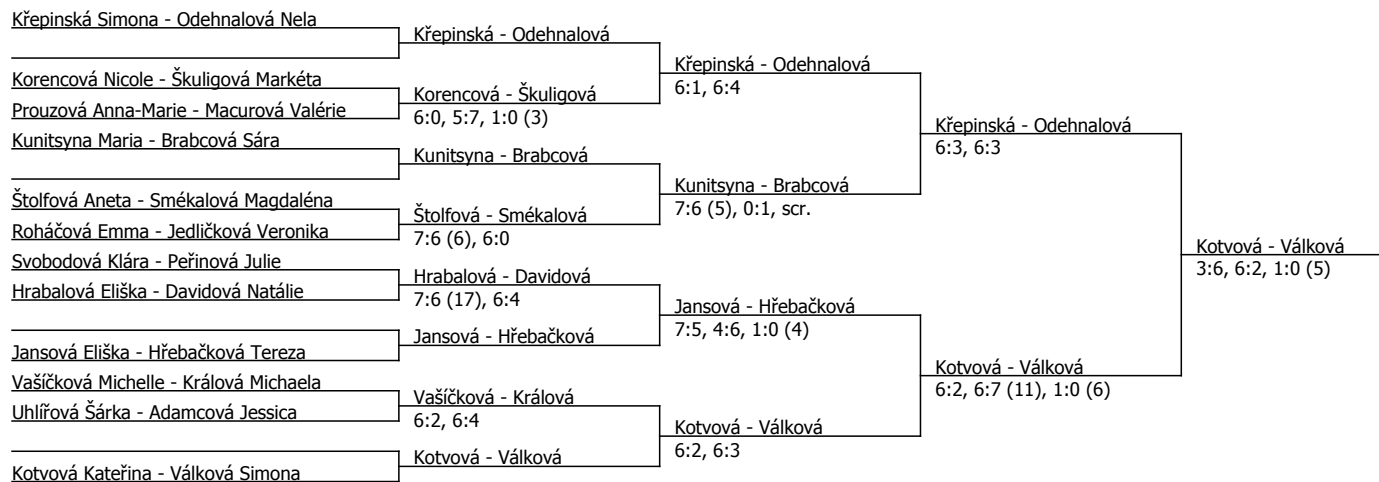 Křepinská Simona - Odehnalová Nela
Korencová Nicole - Škuligová Markéta
Prouzová Anna-Marie - Macurová Valérie
Kunitsyna Maria - Brabcová Sára
Štolfová Aneta - Smékalová Magdaléna
Roháčová Emma - Jedličková Veronika
Svobodová Klára - Peřinová Julie
Hrabalová Eliška - Davidová Natálie
Jansová Eliška - Hřebačková Tereza
Vašíčková Michelle - Králová Michaela
Uhlířová Šárka - Adamcová Jessica
Kotvová Kateřina - Válková Simona
Křepinská - Odehnalová
Korencová - Škuligová
6:0, 5:7, 1:0 (3)
Kunitsyna - Brabcová
Štolfová - Smékalová
7:6 (6), 6:0
Hrabalová - Davidová
7:6 (17), 6:4
Jansová - Hřebačková
Vašíčková - Králová
6:2, 6:4
Kotvová - Válková
Křepinská - Odehnalová
6:1, 6:4
Kunitsyna - Brabcová
7:6 (5), 0:1, scr.
Jansová - Hřebačková
7:5, 4:6, 1:0 (4)
Kotvová - Válková
6:2, 6:3
Křepinská - Odehnalová
6:3, 6:3
Kotvová - Válková
6:2, 6:7 (11), 1:0 (6)
Kotvová - Válková
3:6, 6:2, 1:0 (5)